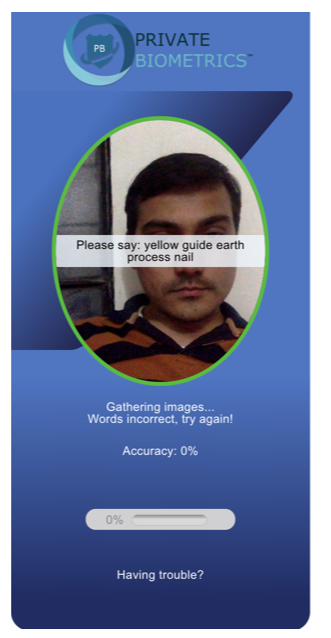 PB
PRIVATE
BIOMETRICS™
Please say: yellow guide earth
process nail
Gathering images...
Words incorrect, try again!
Accuracy: 0%
0%
Having trouble?